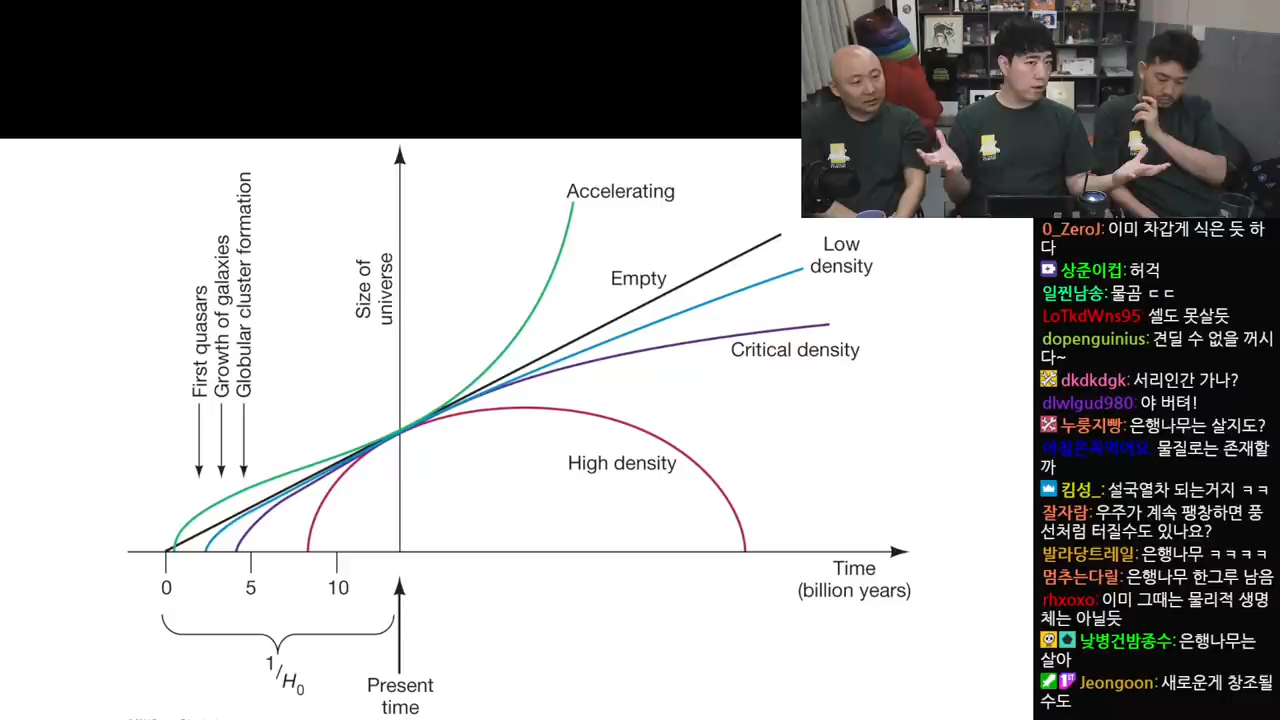 Accelerating
Low
density
Empty
Critical density
High density
Size of
universe
First quasars
Growth of galaxies
Globular cluster formation
0
5
10
Time
(billion years)
1/H0
Present
time
0_ZeroJ: 이미 차갑게 식은 듯 하
다
상준이컵: 허걱
일찐남송: 물곰 ㄷㄷ
LoTkdWns95: 셀도 못살듯
dopenguinius: 견딜 수 없을 꺼시
다~
dkdkdgk: 서리인간 가나?
dlwlgud980: 야 버텨!
누룽지빵: 은행나무는 살지도?
아침은꼭먹어요: 물질로는 존재할
까
킴성_: 설국열차 되는거지 ㅋㅋ
잘자람: 우주가 계속 팽창하면 풍
선처럼 터질수도 있나요?
발라당트레일: 은행나무 ㅋㅋㅋㅋ
멈추는다릴: 은행나무 한그루 남음
rhxoxo: 이미 그때는 물리적 생명
체는 아닐듯
낮병건밤종수: 은행나무는
살아
Jeongoon: 새로운게 창조될
수도